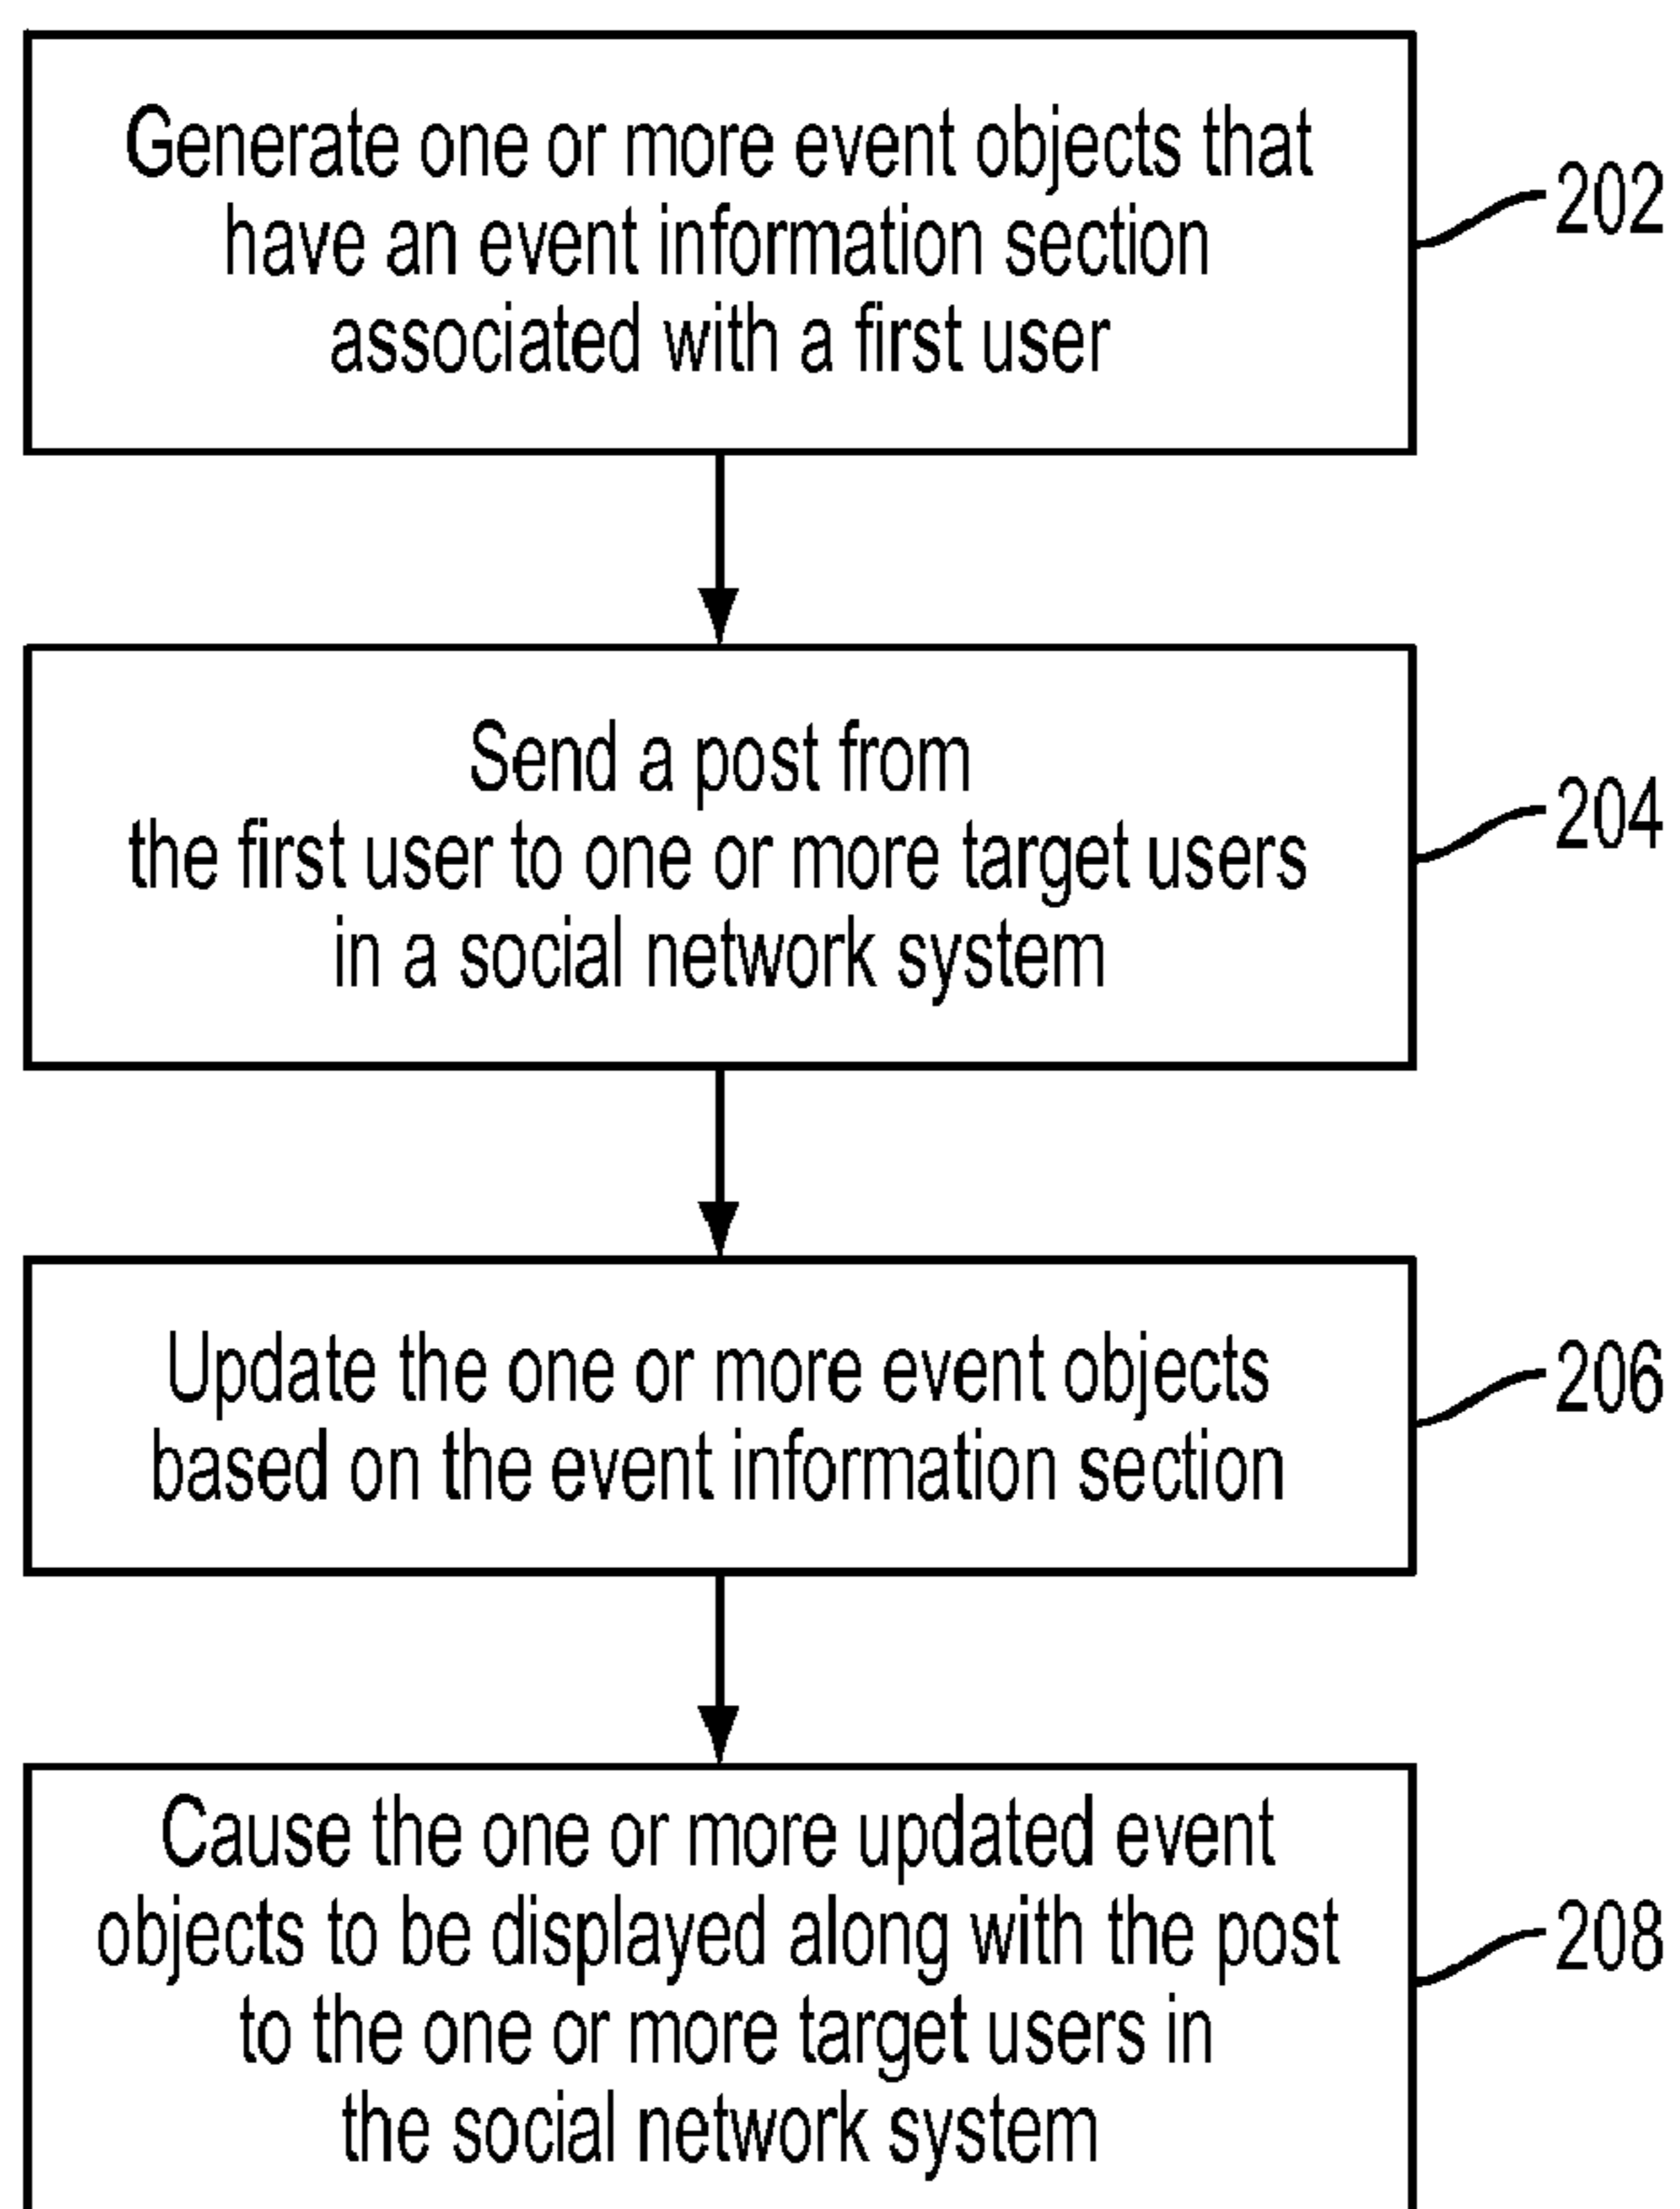 Generate one or more event objects that
have an event information section
associated with a first user
202
Send a post from
the first user to one or more target users
in a social network system
204
Update the one or more event objects
based on the event information section
206
Cause the one or more updated event
objects to be displayed along with the post
to the one or more target users in
the social network system
208